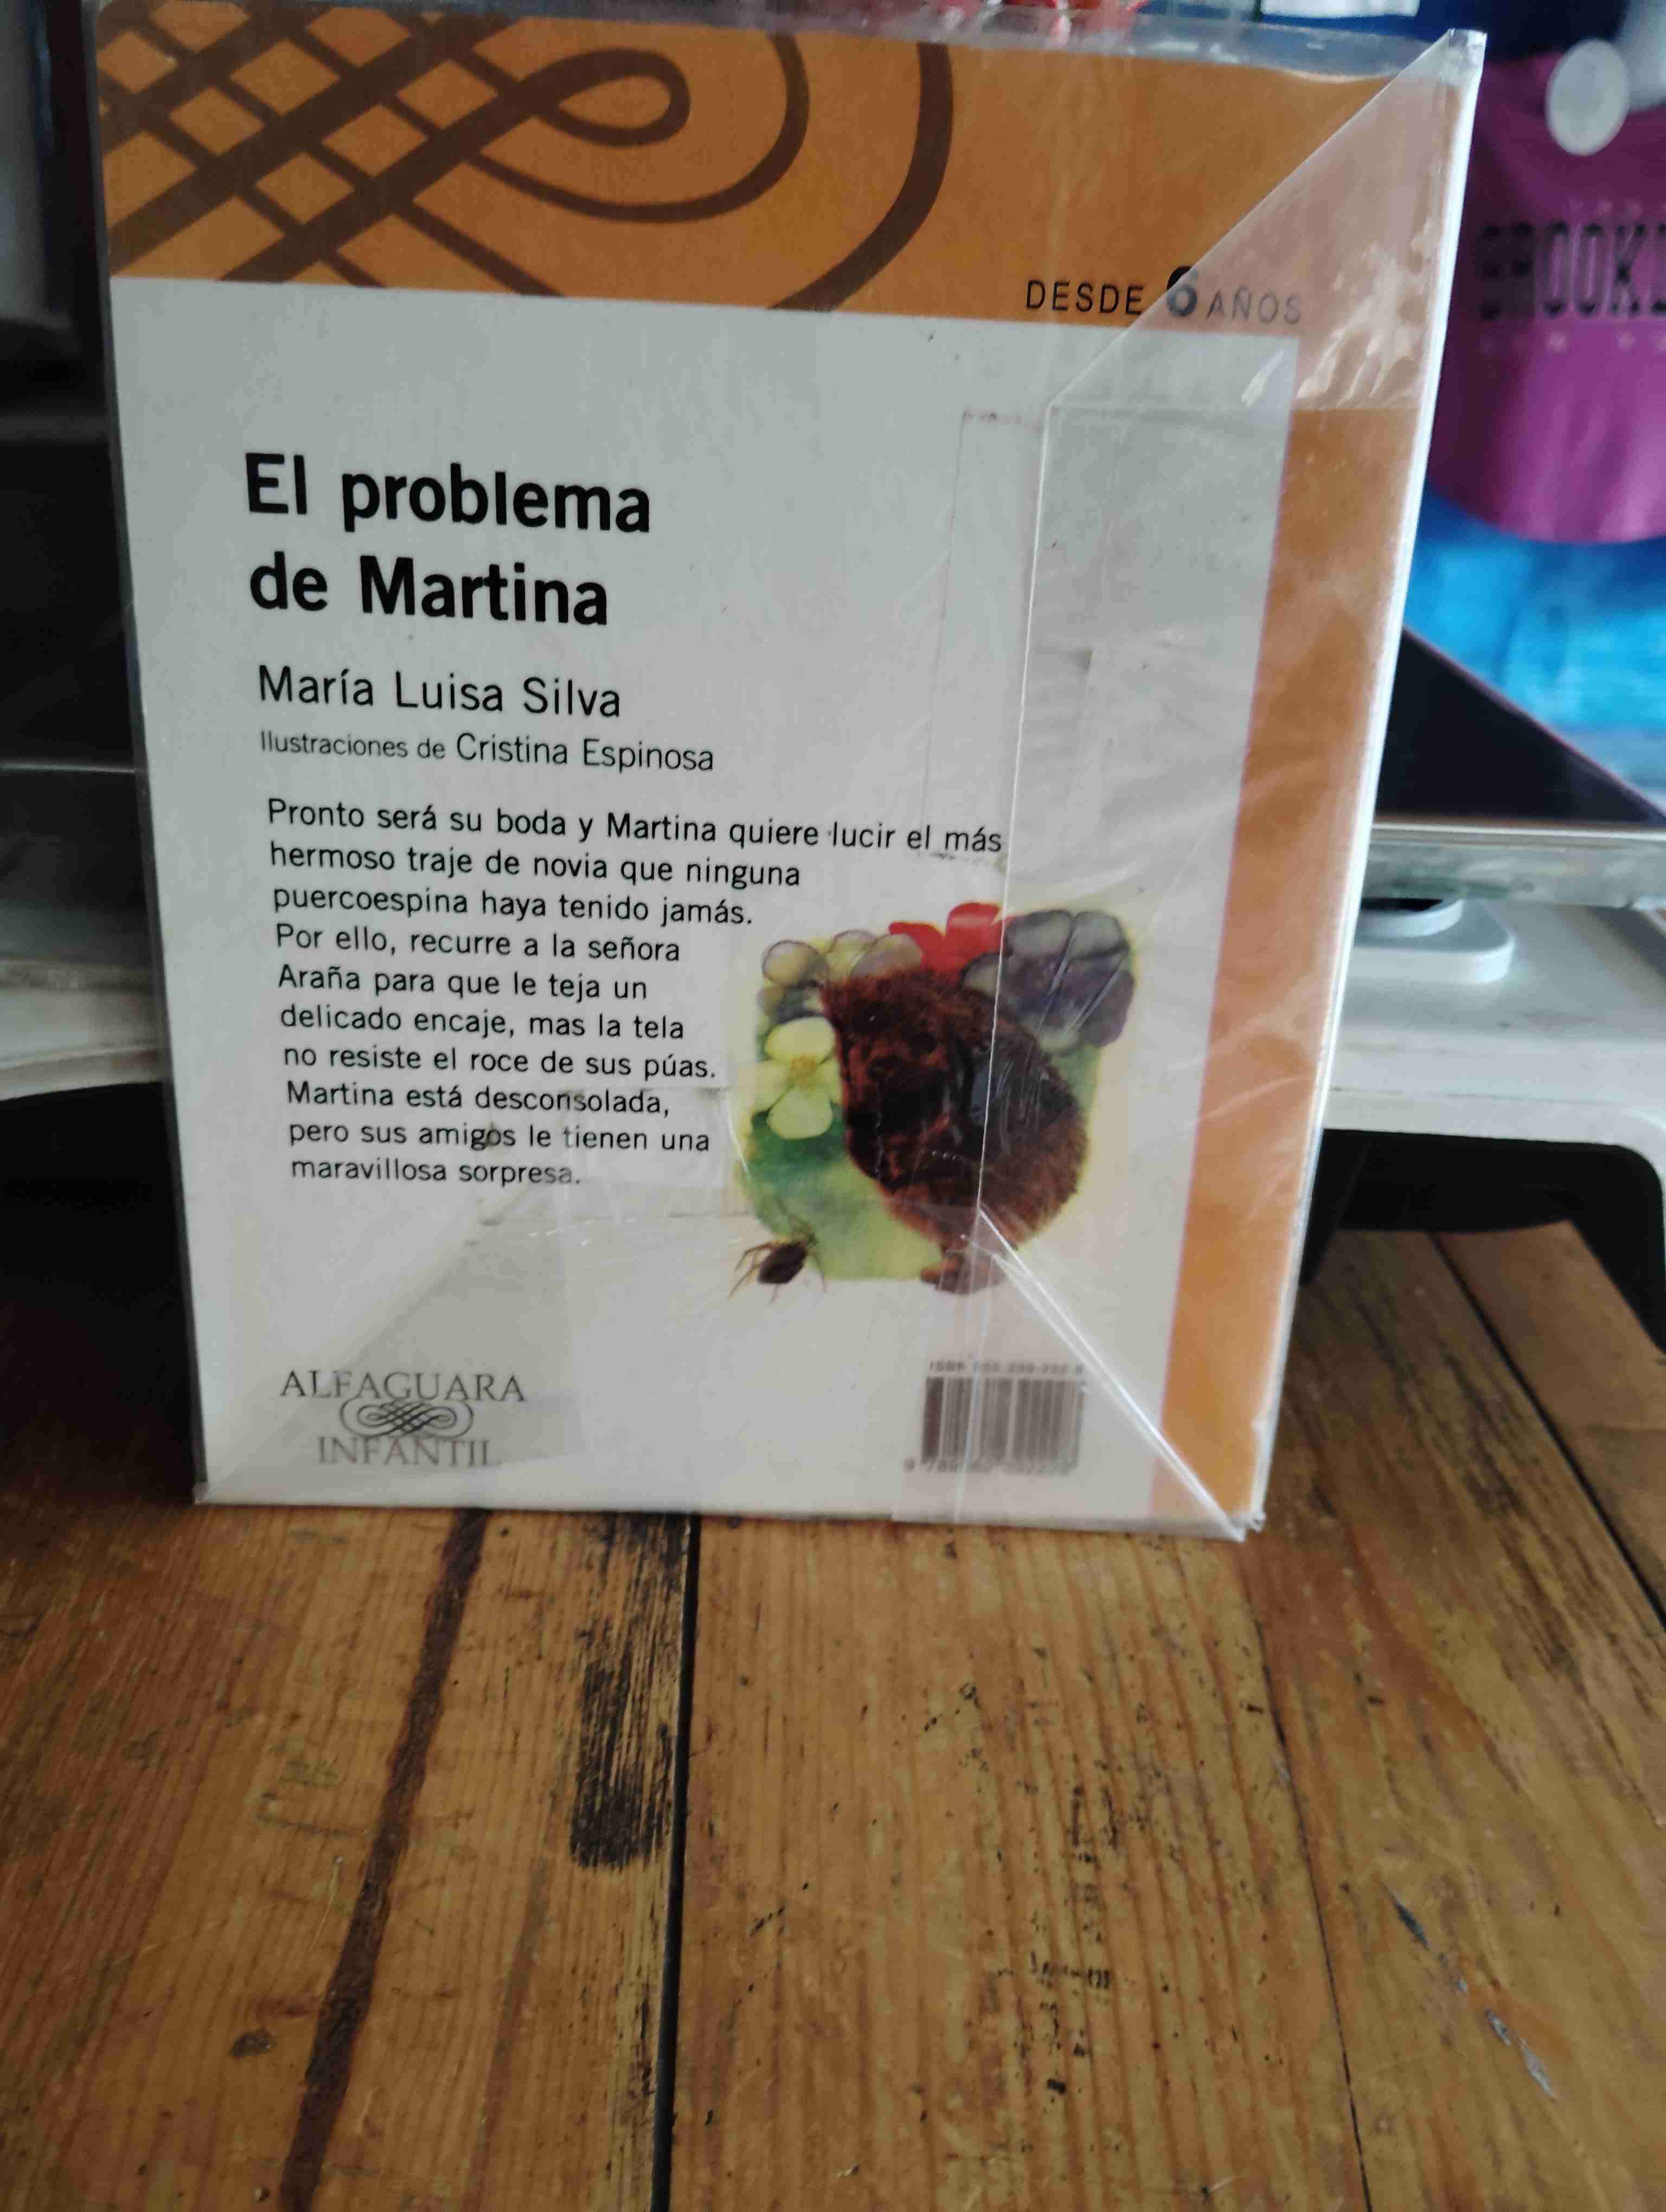 DESDE 6 AÑOS
El problema
de Martina
María Luisa Silva
Ilustraciones de Cristina Espinosa
Pronto será su boda y Martina quiere lucir el más
hermoso traje de novia que ninguna
puercoespina haya tenido jamás.
Por ello, recurre a la señora
Araña para que le teja un
delicado encaje, mas la tela
no resiste el roce de sus púas.
Martina está desconsolada,
pero sus amigos le tienen una
maravillosa sorpresa.
ALFAGUARA
INFANTIL